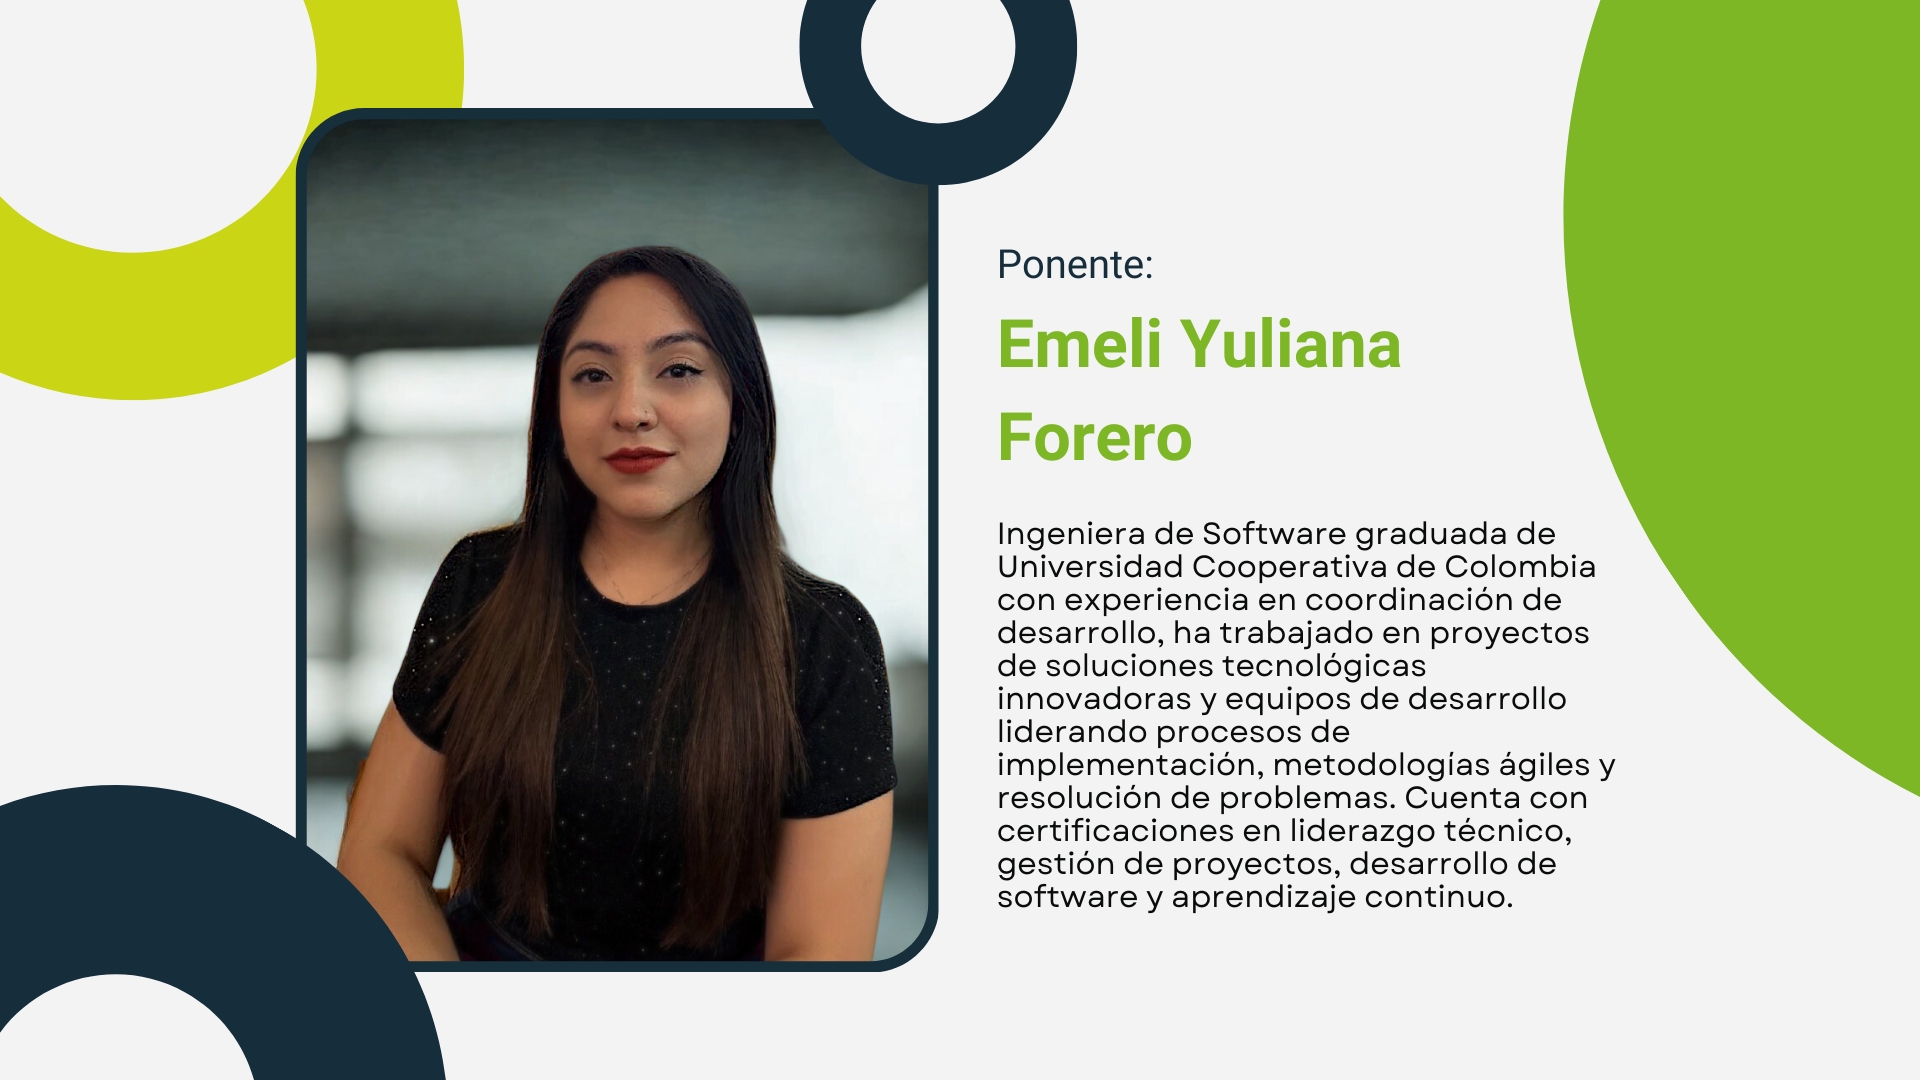 Ponente:
Emeli Yuliana
Forero
Ingeniera de Software graduada de
Universidad Cooperativa de Colombia
con experiencia en coordinación de
desarrollo, ha trabajado en proyectos
de soluciones tecnológicas
innovadoras y equipos de desarrollo
liderando procesos de
implementación, metodologías ágiles y
resolución de problemas. Cuenta con
certificaciones en liderazgo técnico,
gestión de proyectos, desarrollo de
software y aprendizaje continuo.